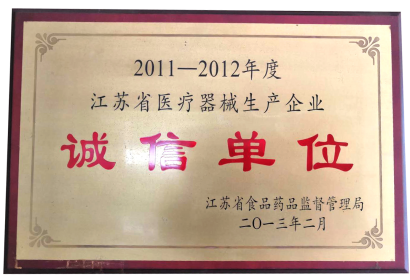 2011—2012年度
江苏省医疗器械生产企业
诚信单位
江苏省食品药品监督管理局
二〇一三年二月